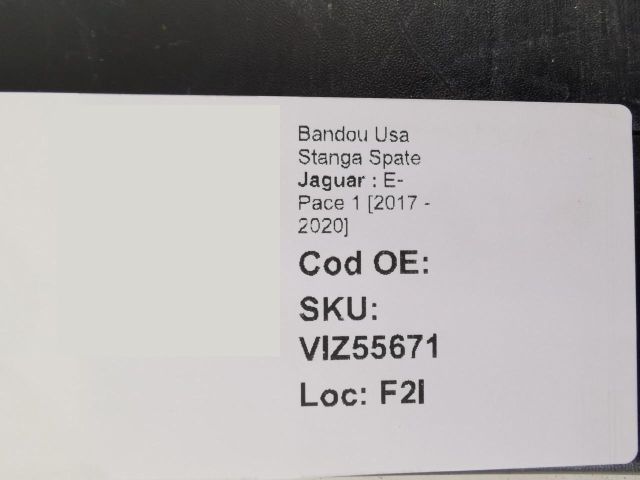 Bandou Usa
Stanga Spate
Jaguar : E-
Pace 1 [2017 -
2020]
Cod OE:
SKU:
VIZ55671
Loc: F2I